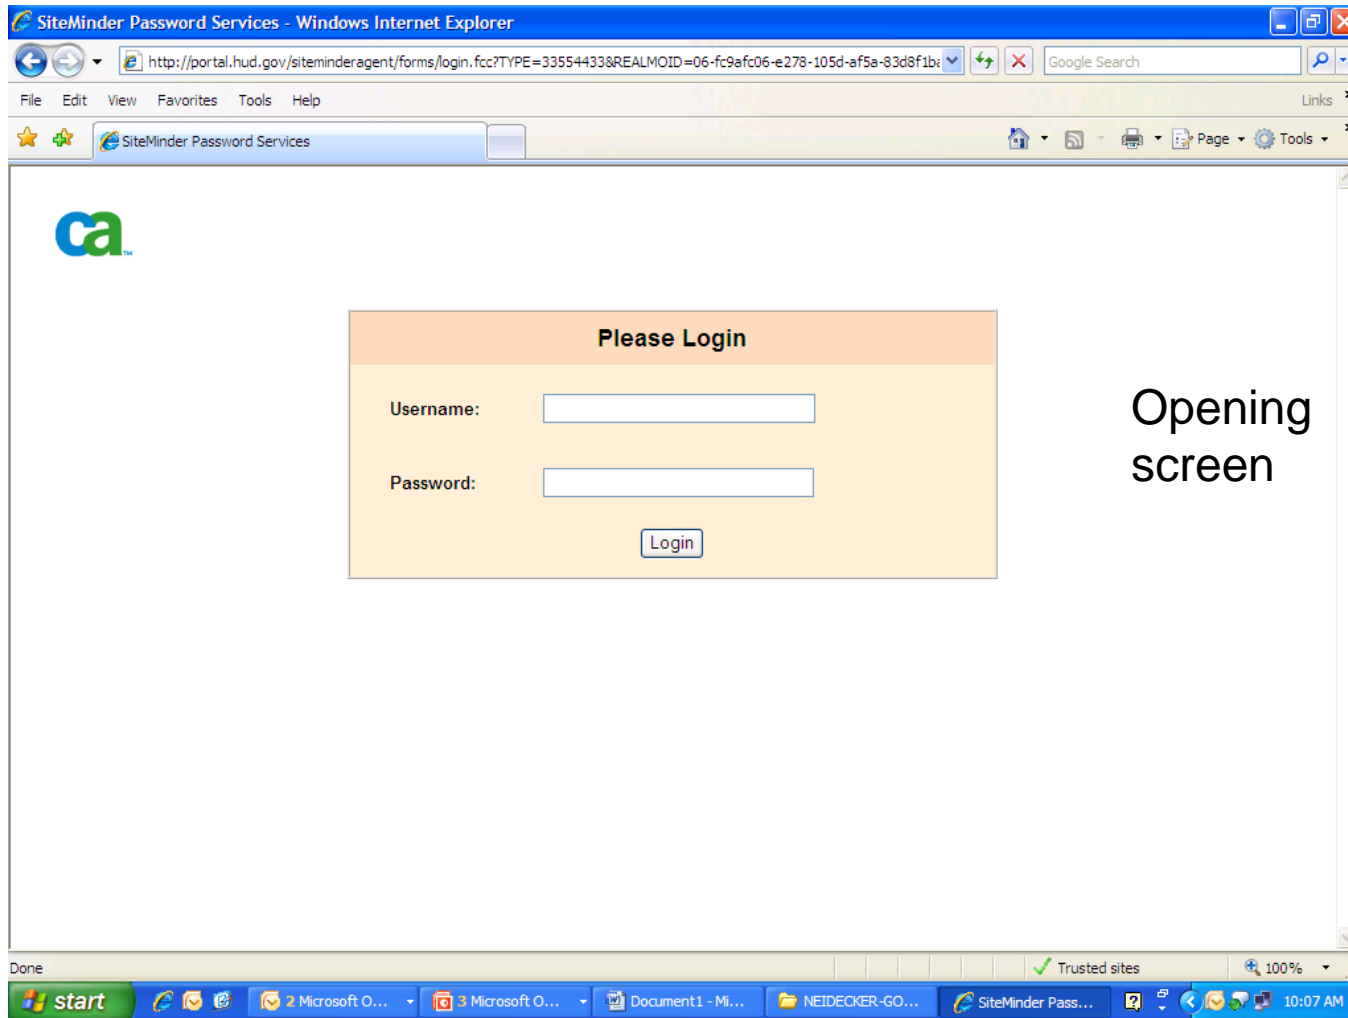 SiteMinder Password Services - Windows Internet Explorer
http://portal.hud.gov/siteminderagent/forms/login.fcc?TYPE=33554433&REALMOID=06-fc9afc06-e278-105d-af5a-83d8f1ba
Google Search
File Edit View Favorites Tools Help
Links
SiteMinder Password Services
Page
Tools
ca
TM
Please Login
Username:
Opening
screen
Password:
Login
Done
Trusted sites
100%
start
2 Microsoft O...
3 Microsoft O...
Document1 - Mi...
NEIDECKER-GO...
SiteMinder Pass...
10:07 AM